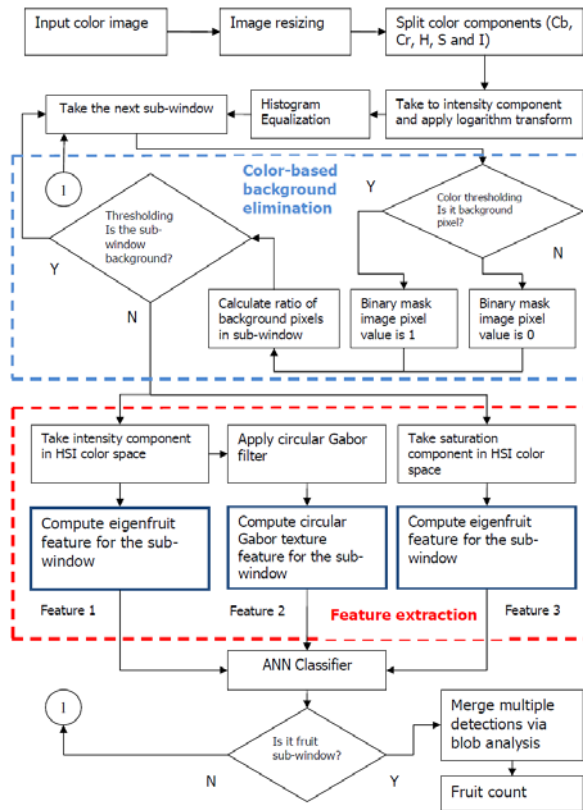 Input color image
Image resizing
Split color components (Cb,
Cr, H, S and I)
Take the next sub-window
Histogram
Equalization
Take to intensity component
and apply logarithm transform
1
Color-based
background
elimination
Y
Color thresholding
Is it background
pixel?
N
Thresholding
Is the sub-
window
background?
Y
N
Calculate ratio of
background pixels
in sub-window
Binary mask
image pixel
value is 1
Binary mask
image pixel
value is 0
Take intensity component
in HSI color space
Apply circular Gabor
filter
Take saturation
component in HSI color
space
Compute eigenfruit
feature for the sub-
window
Compute circular
Gabor texture
feature for the
sub-window
Compute eigenfruit
feature for the sub-
window
Feature 1
Feature 2
Feature extraction
Feature 3
ANN Classifier
1
Is it fruit
sub-window?
N
Y
Merge multiple
detections via
blob analysis
Fruit count